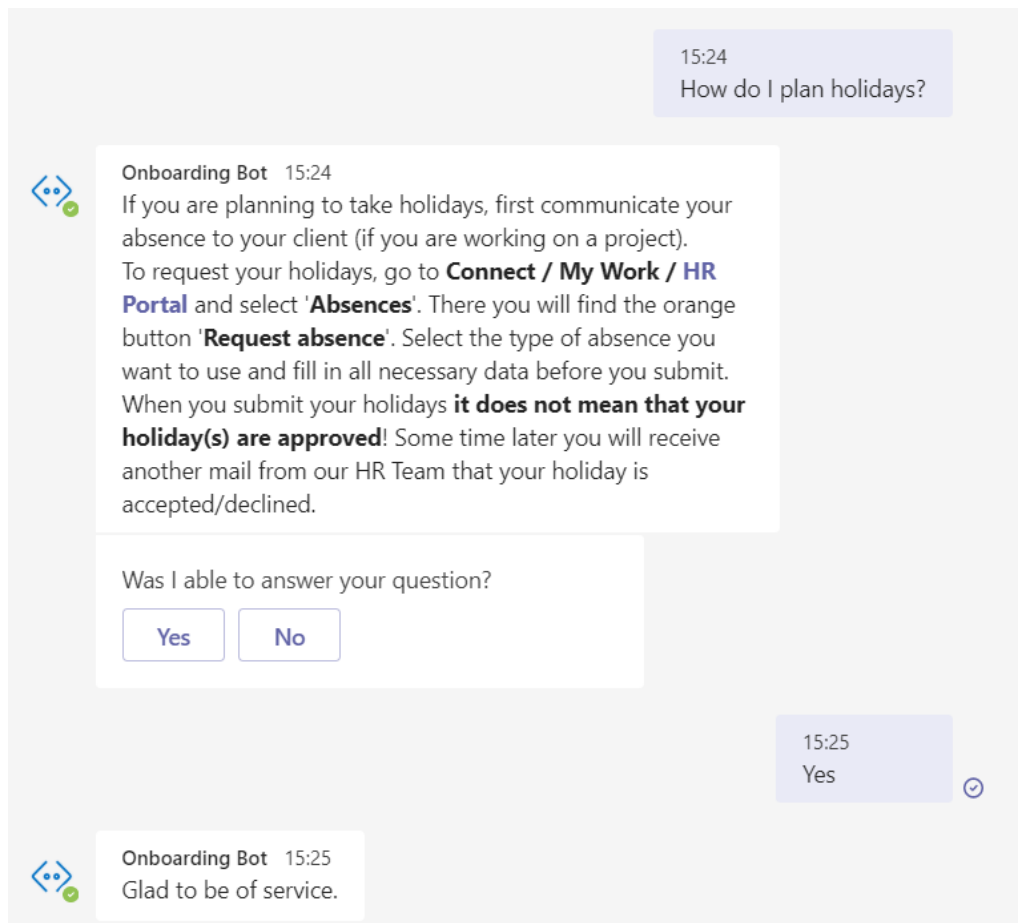 15:24
How do I plan holidays?
Onboarding Bot 15:24
If you are planning to take holidays, first communicate your
absence to your client (if you are working on a project).
To request your holidays, go to Connect / My Work / HR
Portal and select 'Absences'. There you will find the orange
button 'Request absence'. Select the type of absence you
want to use and fill in all necessary data before you submit.
When you submit your holidays it does not mean that your
holiday(s) are approved! Some time later you will receive
another mail from our HR Team that your holiday is
accepted/declined.
Was I able to answer your question?
Yes No
15:25
Yes
Onboarding Bot 15:25
Glad to be of service.